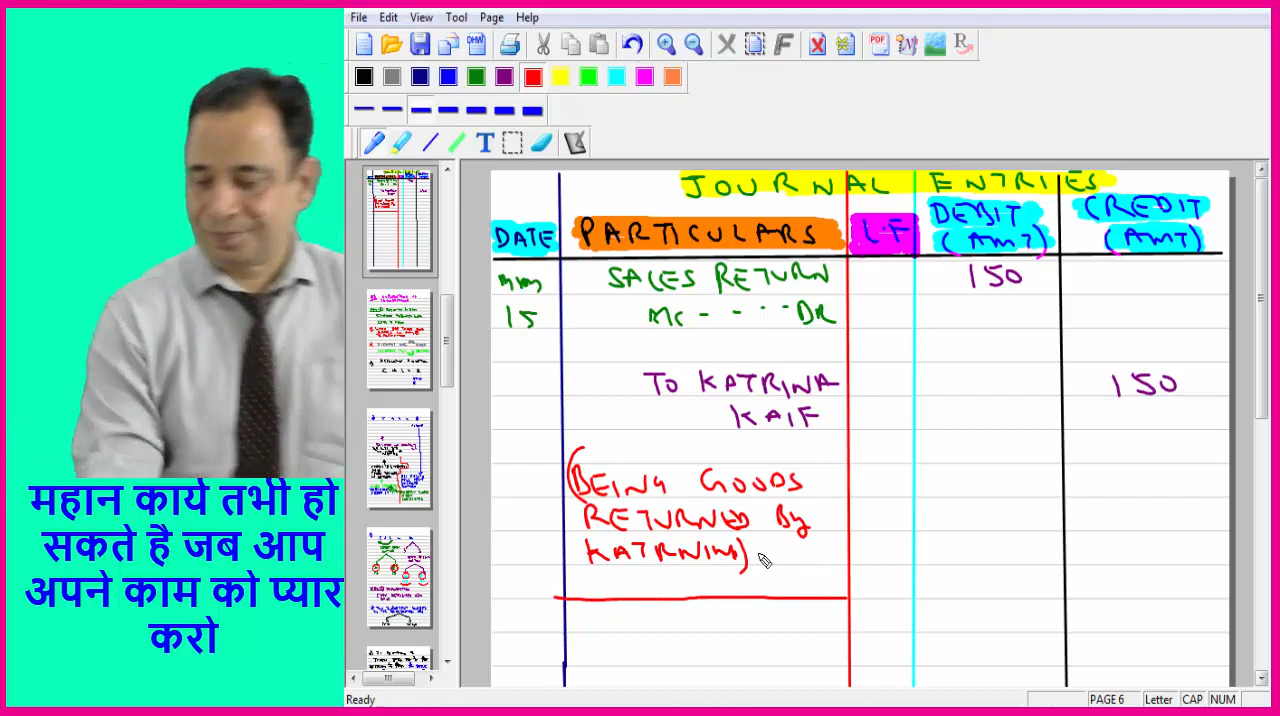 File Edit View Tool Page Help
JOURNAL ENTRIES
DATE PARTICULARS L.F DEBIT (AMT) CREDIT (AMT)
SALES RETURN 150
15 A/C - - - - DR
TO KATRINA 150
KAIF
(BEING GOODS
RETURNED By
महान कार्य तभी हो
सकते है जब आप
अपने काम को प्यार
करो
Ready PAGE 6 Letter CAP NUM